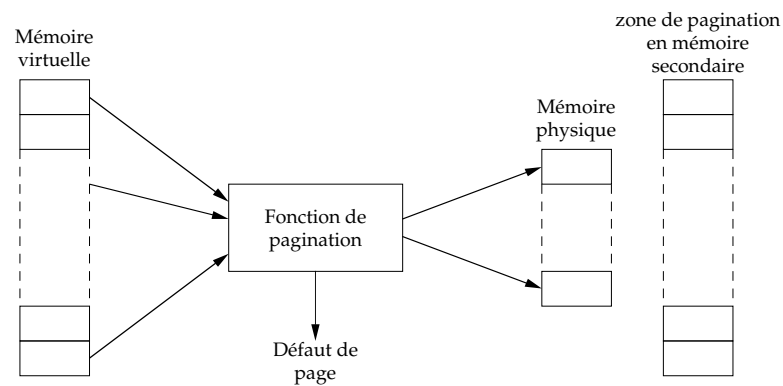 Mémoire
virtuelle
zone de pagination
en mémoire
secondaire
Mémoire
physique
Fonction de
pagination
Défaut de
page